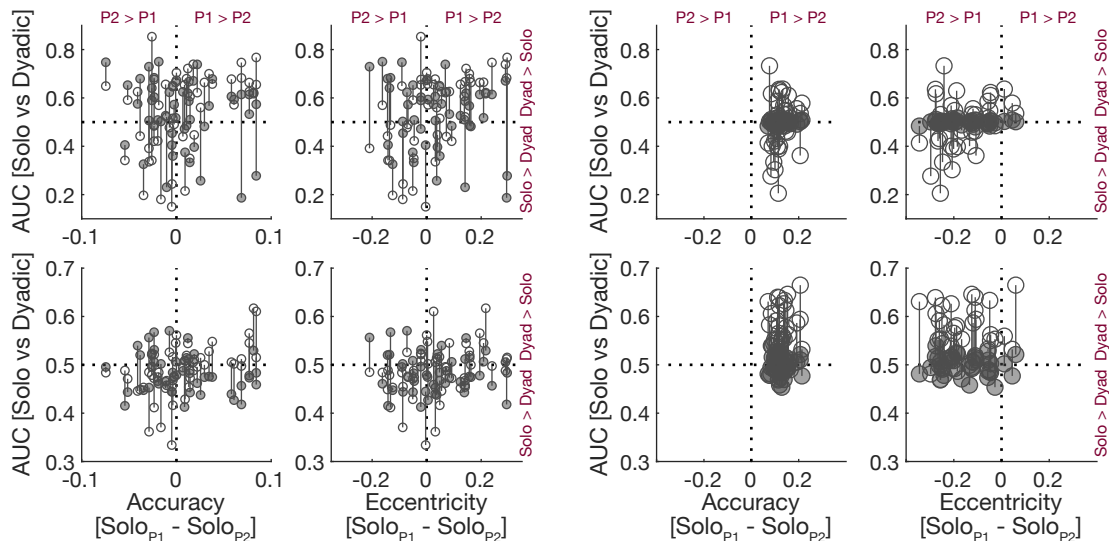 P2 > P1 P1 > P2 P2 > P1 P1 > P2
AUC [Solo vs Dyadic]
0.8
0.6
0.4
0.2
-0.1 0 0.1
-0.2 0 0.2
Solo > Dyad Dyad > Solo
AUC [Solo vs Dyadic]
0.7
0.6
0.5
0.4
0.3
-0.1 0 0.1
-0.2 0 0.2
Solo > Dyad Dyad > Solo
Accuracy
[SoloP1 - SoloP2]
Eccentricity
[SoloP1 - SoloP2]
P2 > P1 P1 > P2 P2 > P1 P1 > P2
AUC [Solo vs Dyadic]
0.8
0.6
0.4
0.2
-0.2 0 0.2
-0.2 0 0.2
Solo > Dyad Dyad > Solo
AUC [Solo vs Dyadic]
0.7
0.6
0.5
0.4
0.3
-0.2 0 0.2
-0.2 0 0.2
Solo > Dyad Dyad > Solo
Accuracy
[SoloP1 - SoloP2]
Eccentricity
[SoloP1 - SoloP2]